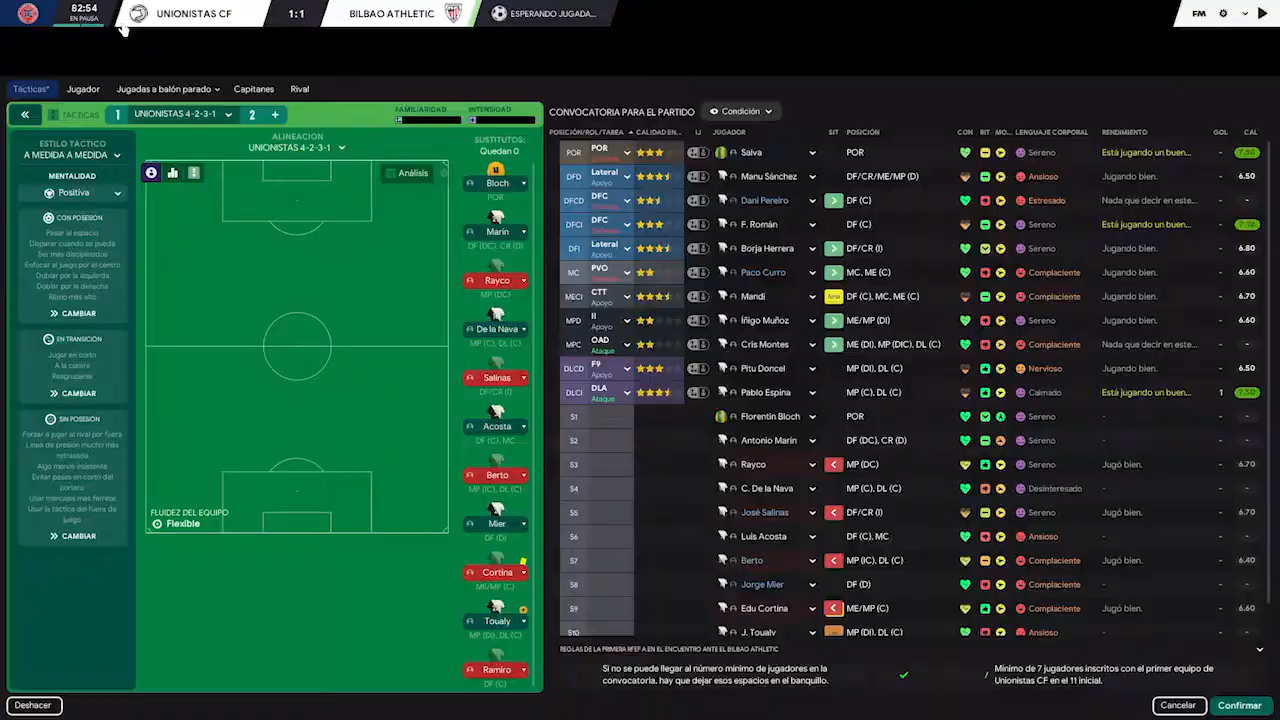 82:54
EN PAUSA
UNIONISTAS CF
1:1
BILBAO ATHLETIC
ESPERANDO JUGADA...
FM
Tácticas*
Jugador
Jugadas a balón parado
Capitanes
Rival
TÁCTICAS
1
UNIONISTAS 4-2-3-1
2
FAMILIARIDAD
INTENSIDAD
ESTILO TÁCTICO
A MEDIDA A MEDIDA
MENTALIDAD
Positiva
CON POSESIÓN
Pasar al espacio
Disparar cuando se pueda
Ser más disciplinados
Enfocar el juego por el centro
Doblar por la izquierda
Doblar por la derecha
Ritmo más alto
CAMBIAR
EN TRANSICIÓN
Jugar en corto
A la contra
Reagruparse
CAMBIAR
SIN POSESIÓN
Forzar a jugar al rival por fuera
Línea de presión mucho más
retrasada
Algo menos insistente
Evitar pases en corto del
portero
Usar marcajes más férreos
Usar la táctica del fuera de
juego
CAMBIAR
ALINEACIÓN
UNIONISTAS 4-2-3-1
Análisis
FLUIDEZ DEL EQUIPO
Flexible
SUSTITUTOS:
Quedan 0
Bloch
POR
Marín
DF (DC), CR (D)
Rayco
MP (DC)
De la Nava
MP (C), DL (C)
Salinas
DF/CR (I)
Acosta
DF (C), MC
Berto
MP (IC), DL (C)
Mier
DF (D)
Cortina
ME/MP (C)
Toualy
MP (DI), DL (C)
Ramiro
DF (C)
CONVOCATORIA PARA EL PARTIDO
Condición
POSICIÓN/ROL/TAREA
CALIDAD EN...
IJ
JUGADOR
SIT
POSICIÓN
CON
RIT
MO...
LENGUAJE CORPORAL
RENDIMIENTO
GOL
CAL
POR POR Salva POR Sereno Está jugando un buen... - 7.50
DFD Lateral Apoyo Manu Sánchez DF/CR/ME/MP (D) Ansioso - - 6.50
DFCD DFC Dani Pereiro DF (C) Estresado Nada que decir en este... - 6.70
DFCI DFC F. Román DF (C) Sereno Está jugando un buen... - 7.10
DFI Lateral Apoyo Borja Herrera DF/CR (I) Sereno Jugando bien. - 6.80
MC PVO Curro MC, ME (C) Complaciente Jugando bien. - 6.60
MECI CTT Apoyo Mandi DF (C), MC, ME (C) Complaciente Jugando bien. - 6.70
MPD II Apoyo Íñigo Muñoz ME/MP (DI) Sereno Jugando bien. - 6.60
MPC OAD Ataque Cris Montes ME (DI), MP (DIC), DL (C) Complaciente Nada que decir en este... - 6.60
DLCD F9 Apoyo MP (DI), DL (C) Nervioso - - 6.50
DLCI DLA Ataque Pablo Espina MP (C), DL (C) Calmado Está jugando un buen... 1 7.50
S1 Florentin Bloch POR Sereno - - -
S2 Antonio Marín DF (DC), CR (D) Sereno - - -
S3 Rayco MP (DC) Sereno Jugó bien. - 6.70
S4 C. De la Nava MP (C), DL (C) Desinteresado - - -
S5 José Salinas DF/CR (I) Sereno Jugó bien. - 6.70
S6 Luis Acosta DF (C), MC Ansioso - - -
S7 Berto MP (IC), DL (C) Complaciente Jugó bien. - 6.40
S8 Jorge Mier DF (D) Complaciente - - -
S9 Edu Cortina ME/MP (C) Complaciente Jugó bien. - 6.60
S10 J. Toualy MP (DI), DL (C) Ansioso - - -
REGLAS DE LA PRIMERA RFEF EN EL ENCUENTRO ANTE EL BILBAO ATHLETIC
Si no se puede llegar al número mínimo de jugadores en la
convocatoria, hay que dejar esos espacios en el banquillo.
Mínimo de 7 jugadores inscritos con el primer equipo de
Unionistas CF en el 11 inicial.
Deshacer
Cancelar
Confirmar